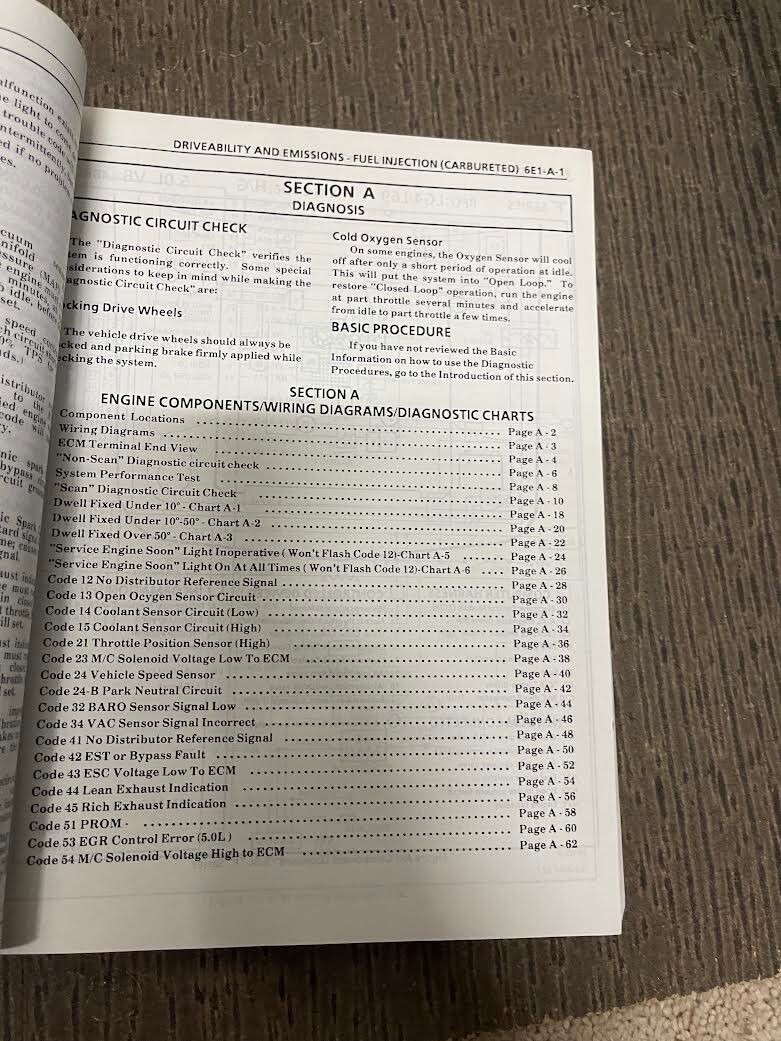 alfunction
e light to
trouble code
ntermittently.
d if no
es.
DRIVEABILITY AND EMISSIONS - FUEL INJECTION (CARBURETED) 6E1-A-1
SECTION A
DIAGNOSIS
AGNOSTIC CIRCUIT CHECK
The "Diagnostic Circuit Check" verifies the
tem is functioning correctly. Some special
siderations to keep in mind while making the
agnostic Circuit Check" are:
cking Drive Wheels
The vehicle drive wheels should always be
cked and parking brake firmly applied while
ecking the system.
Cold Oxygen Sensor
On some engines, the Oxygen Sensor will cool
off after only a short period of operation at idle.
This will put the system into "Open Loop." To
restore "Closed Loop" operation, run the engine
at part throttle several minutes and accelerate
from idle to part throttle a few times.
BASIC PROCEDURE
If you have not reviewed the Basic
Information on how to use the Diagnostic
Procedures, go to the Introduction of this section.
SECTION A
ENGINE COMPONENTS/WIRING DIAGRAMS/DIAGNOSTIC CHARTS
Component Locations ........ Page A - 2
Wiring Diagrams ........ Page A - 3
ECM Terminal End View ........ Page A - 4
"Non-Scan" Diagnostic circuit check ........ Page A - 6
System Performance Test ........ Page A - 8
"Scan" Diagnostic Circuit Check ........ Page A - 10
Dwell Fixed Under 10° - Chart A-1 ........ Page A - 18
Dwell Fixed Under 10°-50° - Chart A-2 ........ Page A - 20
Dwell Fixed Over 50° - Chart A-3 ........ Page A - 22
"Service Engine Soon" Light Inoperative ( Won't Flash Code 12)-Chart A-5 ........ Page A - 24
"Service Engine Soon" Light On At All Times ( Won't Flash Code 12)-Chart A-6 .... Page A - 26
Code 12 No Distributor Reference Signal ........ Page A - 28
Code 13 Open Ocygen Sensor Circuit ........ Page A - 30
Code 14 Coolant Sensor Circuit (Low) ........ Page A - 32
Code 15 Coolant Sensor Circuit (High) ........ Page A - 34
Code 21 Throttle Position Sensor (High) ........ Page A - 36
Code 23 M/C Solenoid Voltage Low To ECM ........ Page A - 38
Code 24 Vehicle Speed Sensor ........ Page A - 40
Code 24-B Park Neutral Circuit ........ Page A - 42
Code 32 BARO Sensor Signal Low ........ Page A - 44
Code 34 VAC Sensor Signal Incorrect ........ Page A - 46
Code 41 No Distributor Reference Signal ........ Page A - 48
Code 42 EST or Bypass Fault ........ Page A - 50
Code 43 ESC Voltage Low To ECM ........ Page A - 52
Code 44 Lean Exhaust Indication ........ Page A - 54
Code 45 Rich Exhaust Indication ........ Page A - 56
Code 51 PROM - ........ Page A - 58
Code 53 EGR Control Error (5.0L ) ........ Page A - 60
Code 54 M/C Solenoid Voltage High to ECM ........ Page A - 62